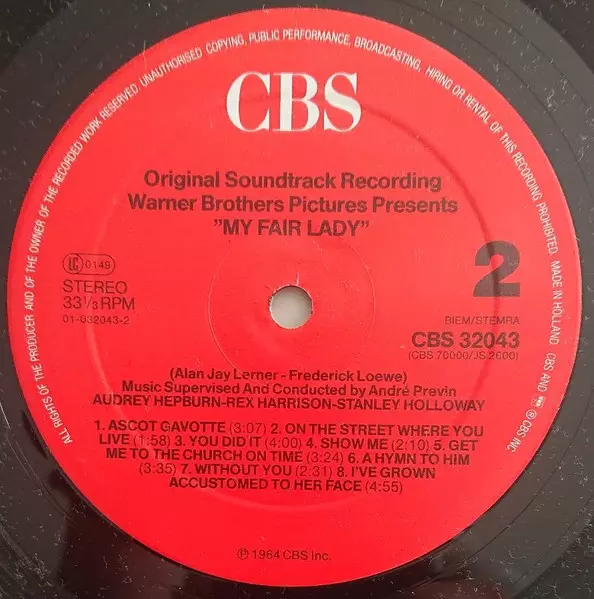 ALL RIGHTS OF THE PRODUCER AND OF THE OWNER OF THE RECORDED WORK RESERVED. UNAUTHORISED COPYING, PUBLIC PERFORMANCE, BROADCASTING, HIRING OR RENTAL OF THIS RECORDING PROHIBITED. MADE IN HOLLAND CBS AND ® CBS INC.
CBS
Original Soundtrack Recording
Warner Brothers Pictures Presents
"MY FAIR LADY"
LC 0149
STEREO
33 1/3 RPM
01-032043-2
2
BIEM/STEMRA
CBS 32043
(CBS 70000/JS 2600)
(Alan Jay Lerner - Frederick Loewe)
Music Supervised And Conducted by André Previn
AUDREY HEPBURN-REX HARRISON-STANLEY HOLLOWAY
1. ASCOT GAVOTTE (3:07) 2. ON THE STREET WHERE YOU
LIVE (1:58) 3. YOU DID IT (4:00) 4. SHOW ME (2:10) 5. GET
ME TO THE CHURCH ON TIME (3:24) 6. A HYMN TO HIM
(3:35) 7. WITHOUT YOU (2:31) 8. I'VE GROWN
ACCUSTOMED TO HER FACE (4:55)
℗ 1964 CBS Inc.